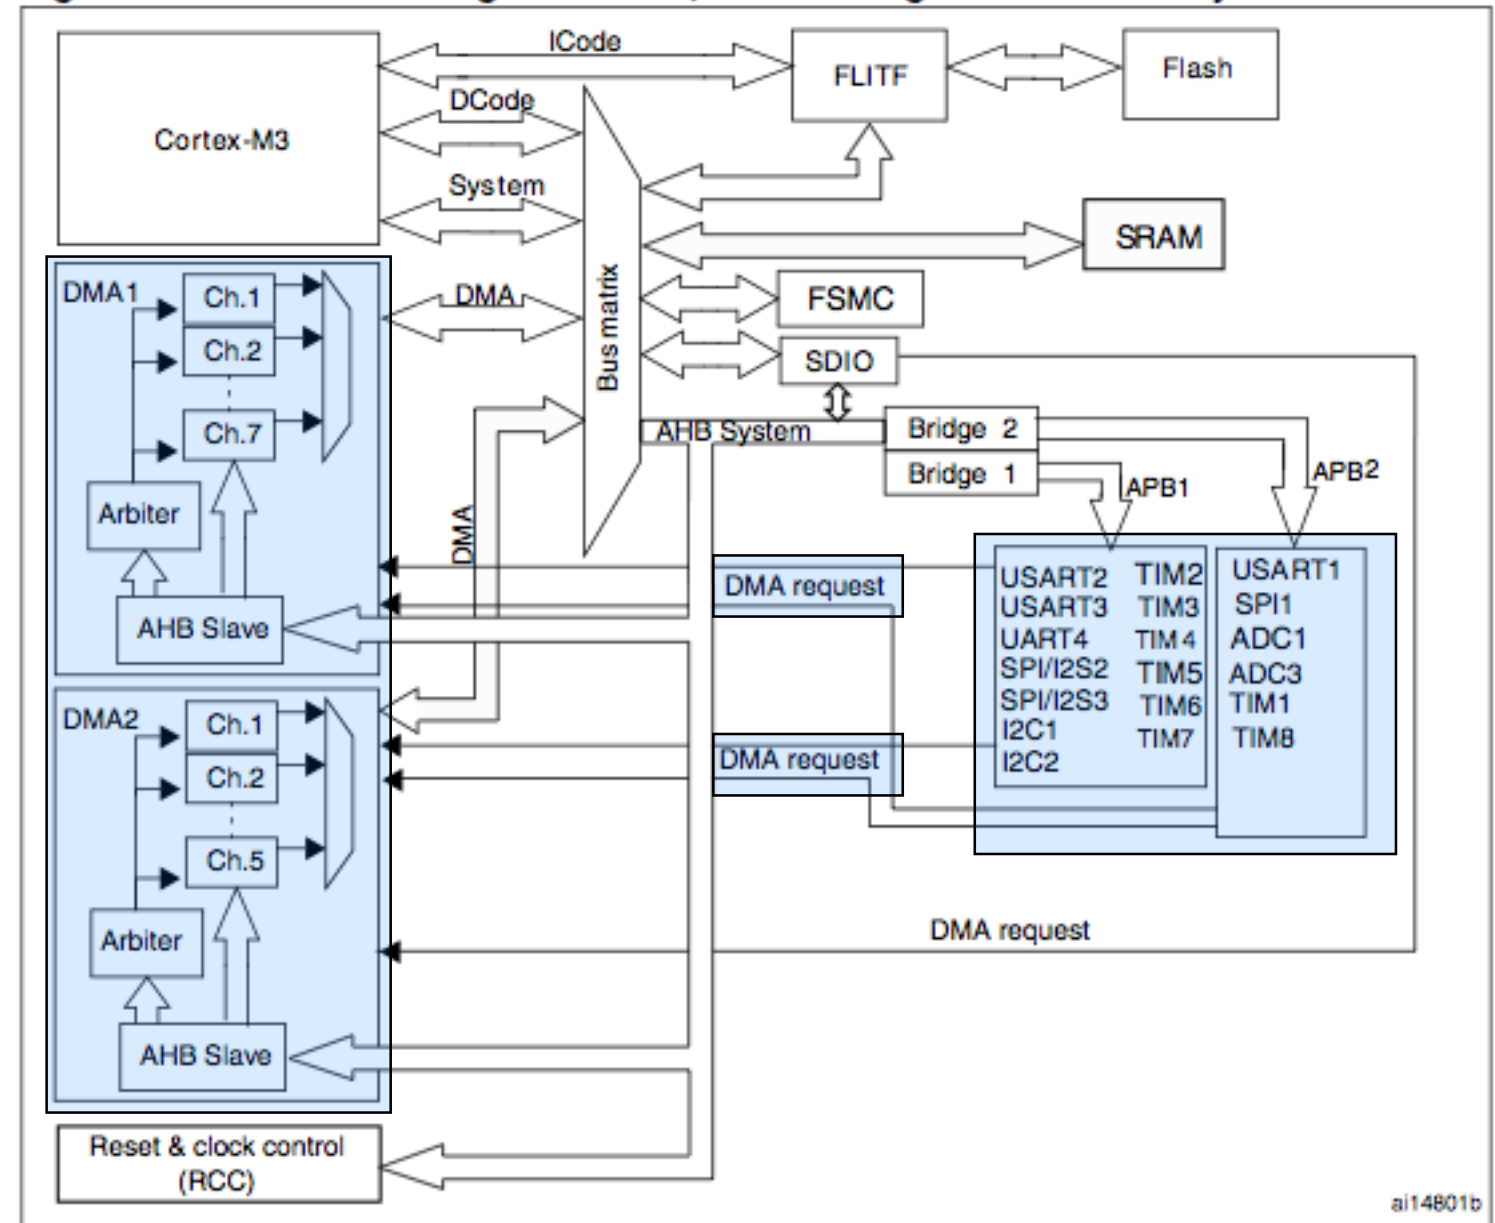 ICode
FLITF
Flash
Cortex-M3
DCode
System
SRAM
DMA1
Ch.1
DMA
Bus matrix
FSMC
Ch.2
SDIO
Ch.7
AHB System
Bridge 2
Bridge 1
APB1
APB2
Arbiter
DMA
AHB Slave
DMA request
USART2 TIM2
USART3 TIM3
UART4 TIM4
SPI/I2S2 TIM5
SPI/I2S3 TIM6
I2C1 TIM7
I2C2
USART1
SPI1
ADC1
ADC3
TIM1
TIM8
DMA2
Ch.1
Ch.2
DMA request
Ch.5
Arbiter
DMA request
AHB Slave
Reset & clock control
(RCC)
ai14801b